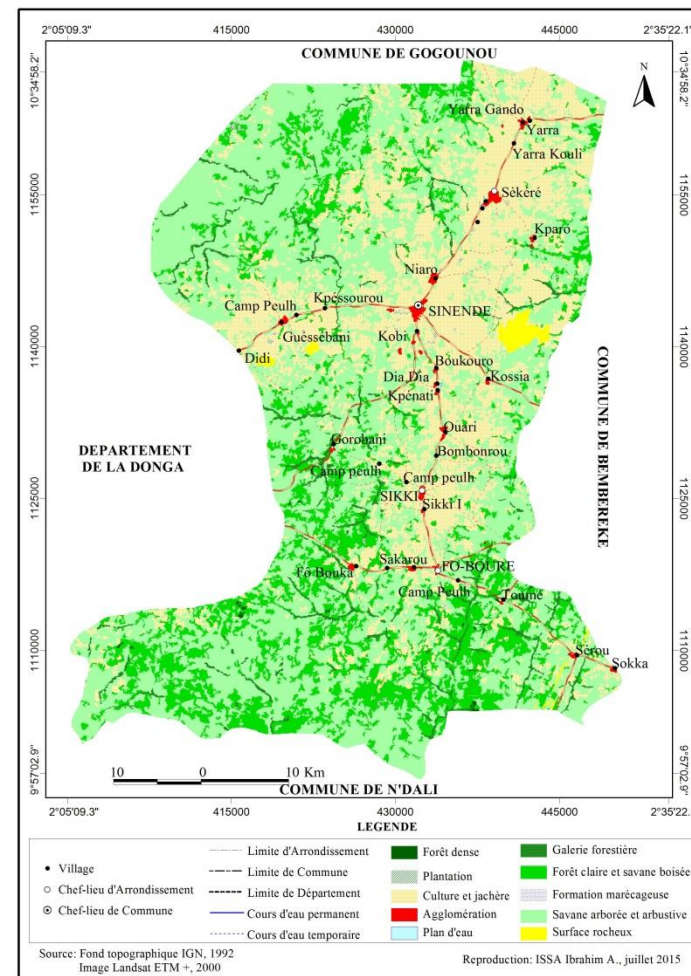 2°05'09.3" 415000 430000 445000 2°35'22.1"
COMMUNE DE GOGOUNOU
10°34'58.2" 10°34'58.2"
N
Yarra Gando
Yarra
Yarra Kouli
1155000 1155000
Sékéré
Kparo
Niaro
Camp Peulh Kpéssourou
SINENDE
Guéssébani
Kobi
1140000 1140000
Didi
Boukouro
Dia Dia
Kossia
Kpénati
COMMUNE DE BEMBEREKE
Ouari
DEPARTEMENT
DE LA DONGA
Gorobani
Bombonrou
Camp peulh
Camp peulh
1125000 1125000
SIKKI
Sikki I
Sakarou
FO-BOURE
Fo Bouka
Camp Peulh
Toumé
1110000 1110000
Sérou
Sokka
9°57'02.9" 9°57'02.9"
10 0 10 Km
COMMUNE DE N'DALI
2°05'09.3" 415000 430000 445000 2°35'22.
LEGENDE
Village
Chef-lieu d'Arrondissement
Chef-lieu de Commune
Limite d'Arrondissement
Limite de Commune
Limite de Département
Cours d'eau permanent
Cours d'eau temporaire
Forêt dense
Plantation
Culture et jachère
Agglomération
Plan d'eau
Galerie forestière
Forêt claire et savane boisée
Formation marécageuse
Savane arborée et arbustive
Surface rocheux
Source: Fond topographique IGN, 1992
Image Landsat ETM +, 2000
Reproduction: ISSA Ibrahim A., juillet 2015